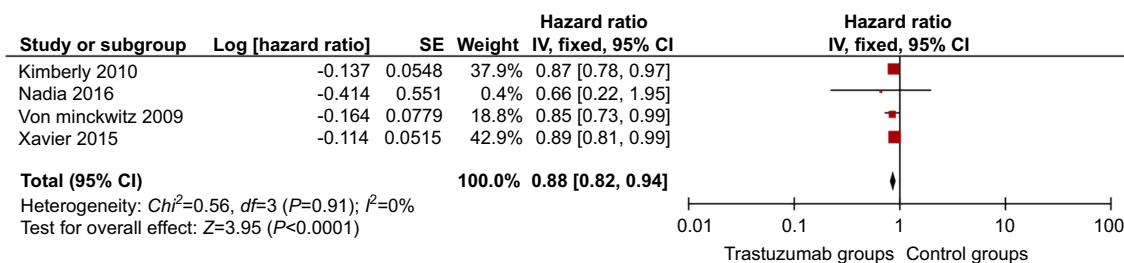 Hazard ratio Hazard ratio
Study or subgroup Log [hazard ratio] SE Weight IV, fixed, 95% CI IV, fixed, 95% CI
Kimberly 2010 -0.137 0.0548 37.9% 0.87 [0.78, 0.97]
Nadia 2016 -0.414 0.551 0.4% 0.66 [0.22, 1.95]
Von minckwitz 2009 -0.164 0.0779 18.8% 0.85 [0.73, 0.99]
Xavier 2015 -0.114 0.0515 42.9% 0.89 [0.81, 0.99]
Total (95% CI) 100.0% 0.88 [0.82, 0.94]
Heterogeneity: Chi²=0.56, df=3 (P=0.91); I²=0%
Test for overall effect: Z=3.95 (P<0.0001)
0.01 0.1 1 10 100
Trastuzumab groups Control groups